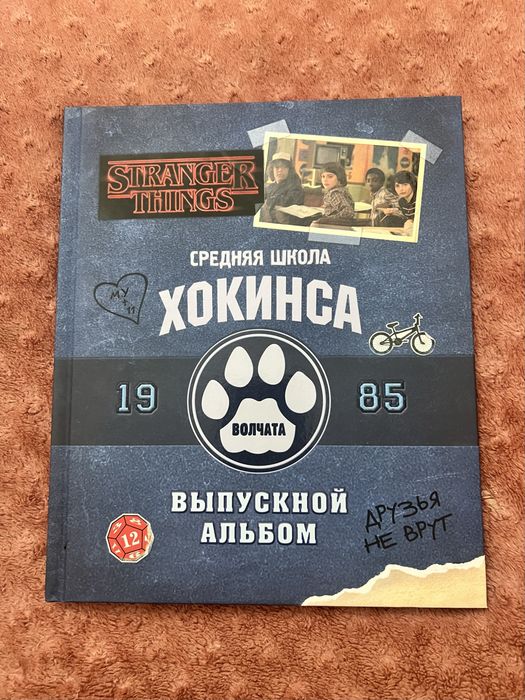 STRANGER
THINGS
СРЕДНЯЯ ШКОЛА
ХОКИНСА
19 85
ВОЛЧАТА
ВЫПУСКНОЙ
АЛЬБОМ
ДРУЗЬЯ
НЕ ВРУТ
12